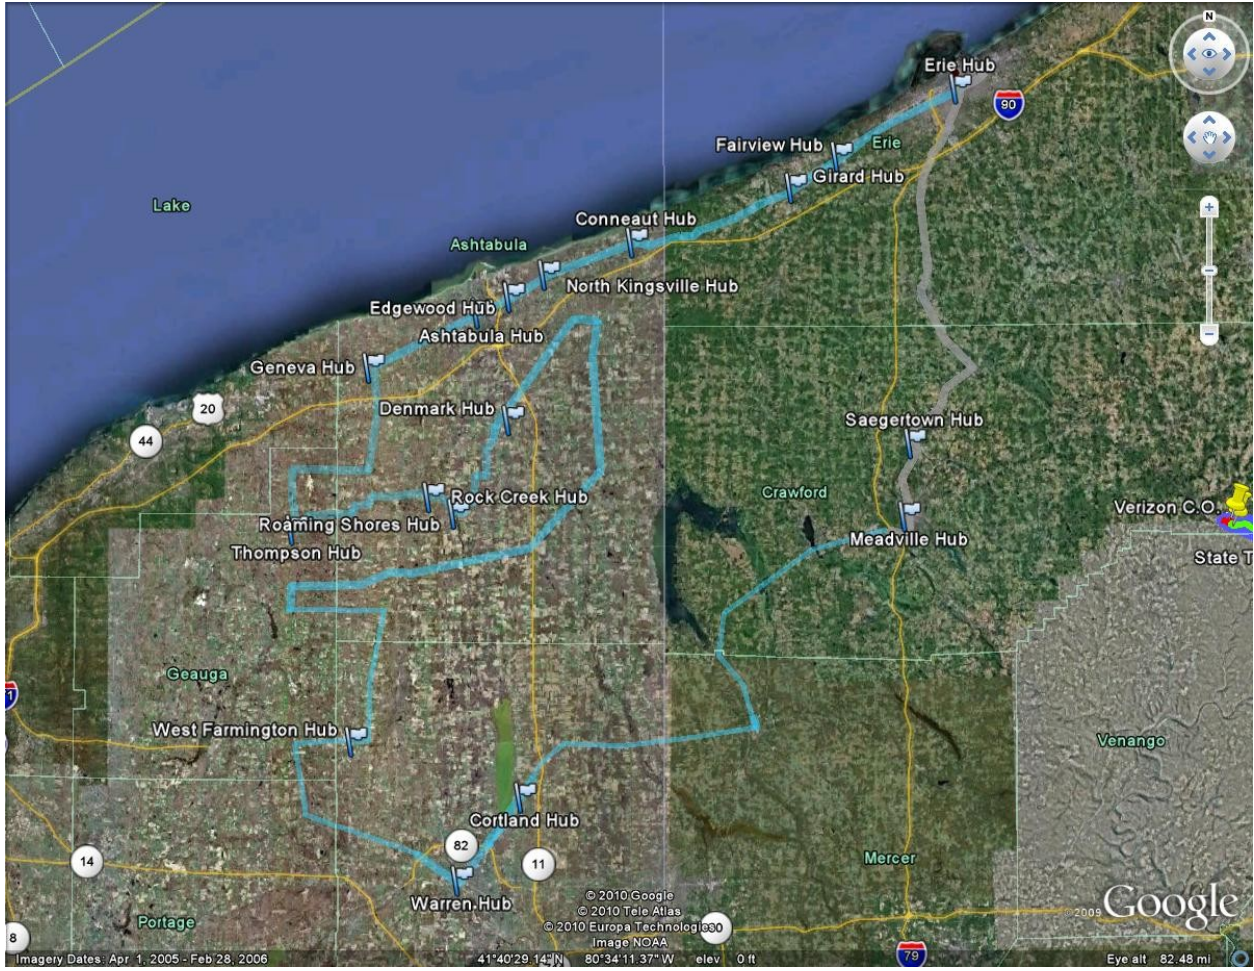 N
Erie Hub
90
Fairview Hub
Erie
Girard Hub
Lake
Conneaut Hub
Ashtabula
North Kingsville Hub
Edgewood Hub
Ashtabula Hub
Geneva Hub
20
Denmark Hub
44
Saegertown Hub
Rock Creek Hub
Crawford
Verizon C.O.
Roaming Shores Hub
Meadville Hub
Thompson Hub
State T
Geauga
West Farmington Hub
Venango
Cortland Hub
82
14
11
Mercer
Warren Hub
Portage
© 2010 Google
© 2010 Tele Atlas
© 2010 Europa Technologies
Image NOAA
©2009 Google
8
79
Imagery Dates: Apr 1, 2005 - Feb 28, 2006
41°40'29.14" N 80°34'11.37" W elev 0 ft
Eye alt 82.48 mi